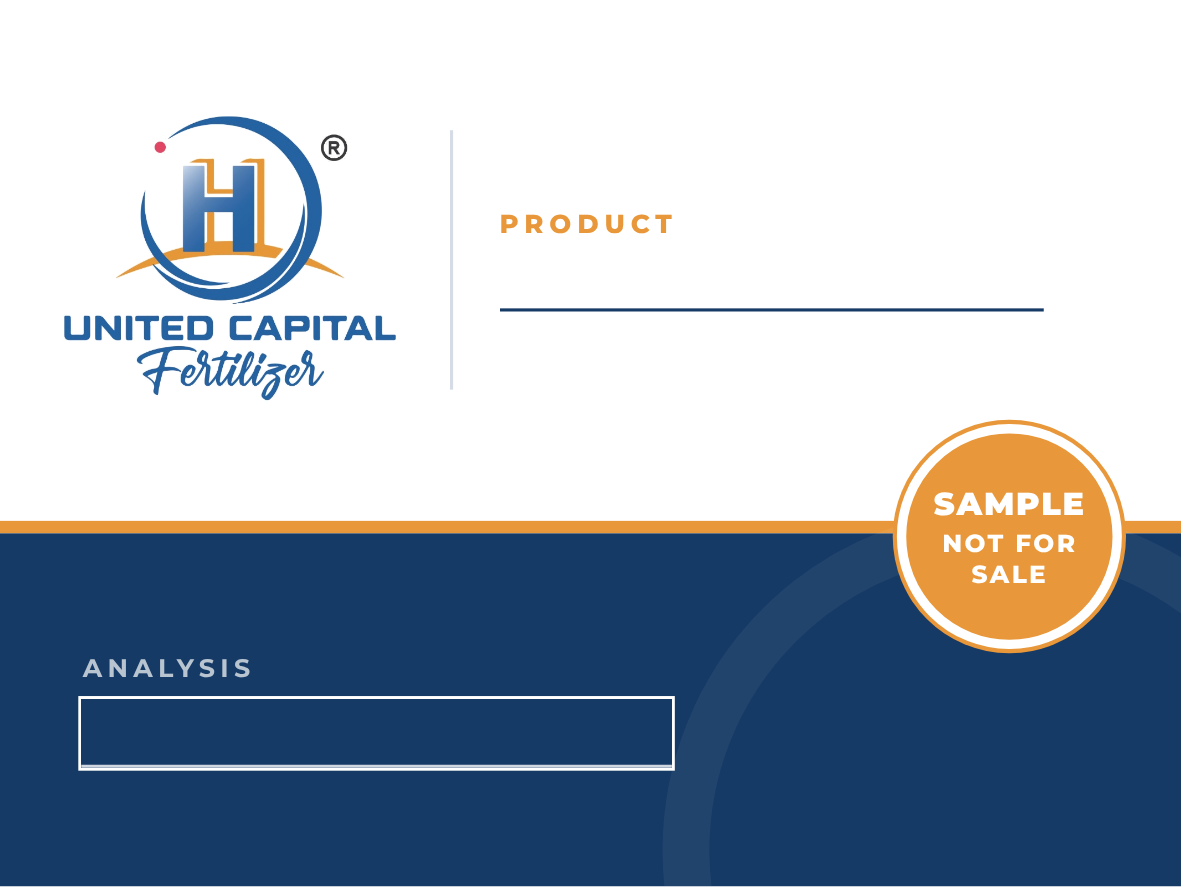 H
®
UNITED CAPITAL
Fertilizer
PRODUCT
SAMPLE
NOT FOR
SALE
ANALYSIS